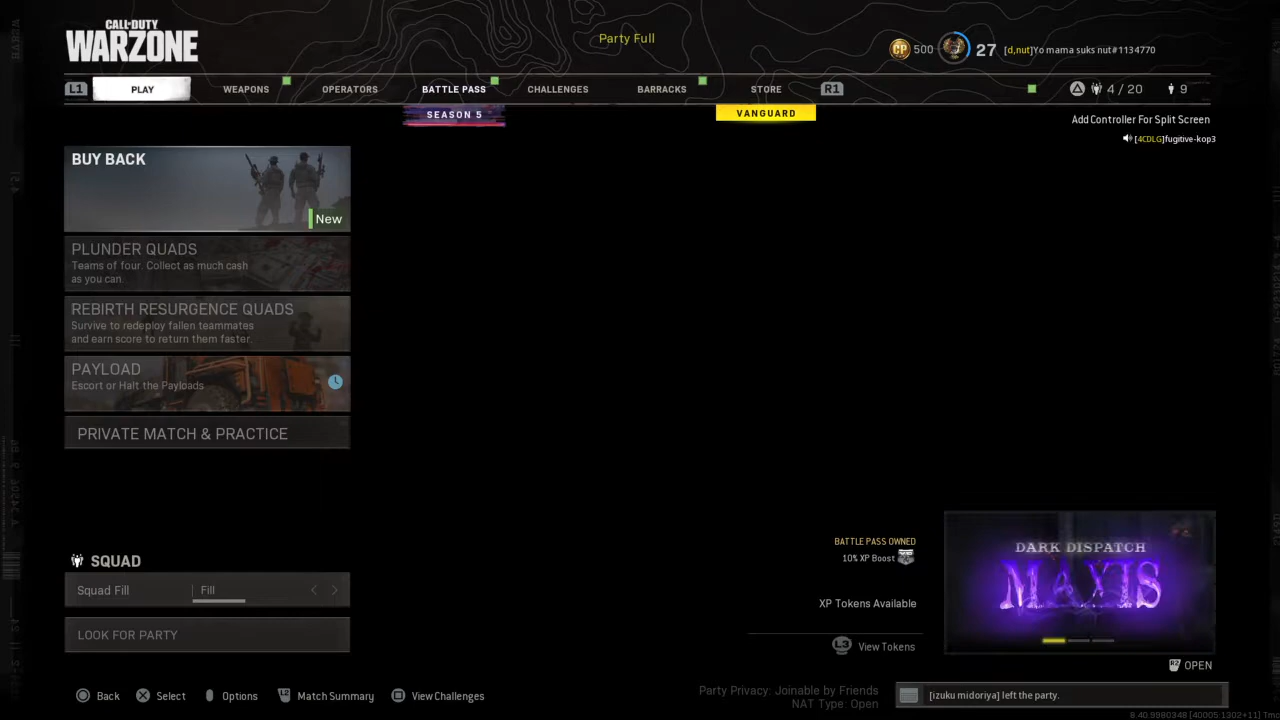 CALL OF DUTY
WARZONE
Party Full
CP 500
27
[d,nut]Yo mama suks nut#1134770
L1
PLAY
WEAPONS
OPERATORS
BATTLE PASS
CHALLENGES
BARRACKS
STORE
R1
4 / 20
9
SEASON 5
VANGUARD
Add Controller For Split Screen
[4CDLG]fugitive-kop3
BUY BACK
New
PLUNDER QUADS
Teams of four. Collect as much cash
as you can.
REBIRTH RESURGENCE QUADS
Survive to redeploy fallen teammates
and earn score to return them faster.
PAYLOAD
Escort or Halt the Payloads
PRIVATE MATCH & PRACTICE
SQUAD
Squad Fill
Fill
LOOK FOR PARTY
BATTLE PASS OWNED
10% XP Boost
XP Tokens Available
L3 View Tokens
DARK DISPATCH
MAXIS
R2 OPEN
Back
Select
Options
L2 Match Summary
View Challenges
Party Privacy: Joinable by Friends
NAT Type: Open
[izuku midoriya] left the party.